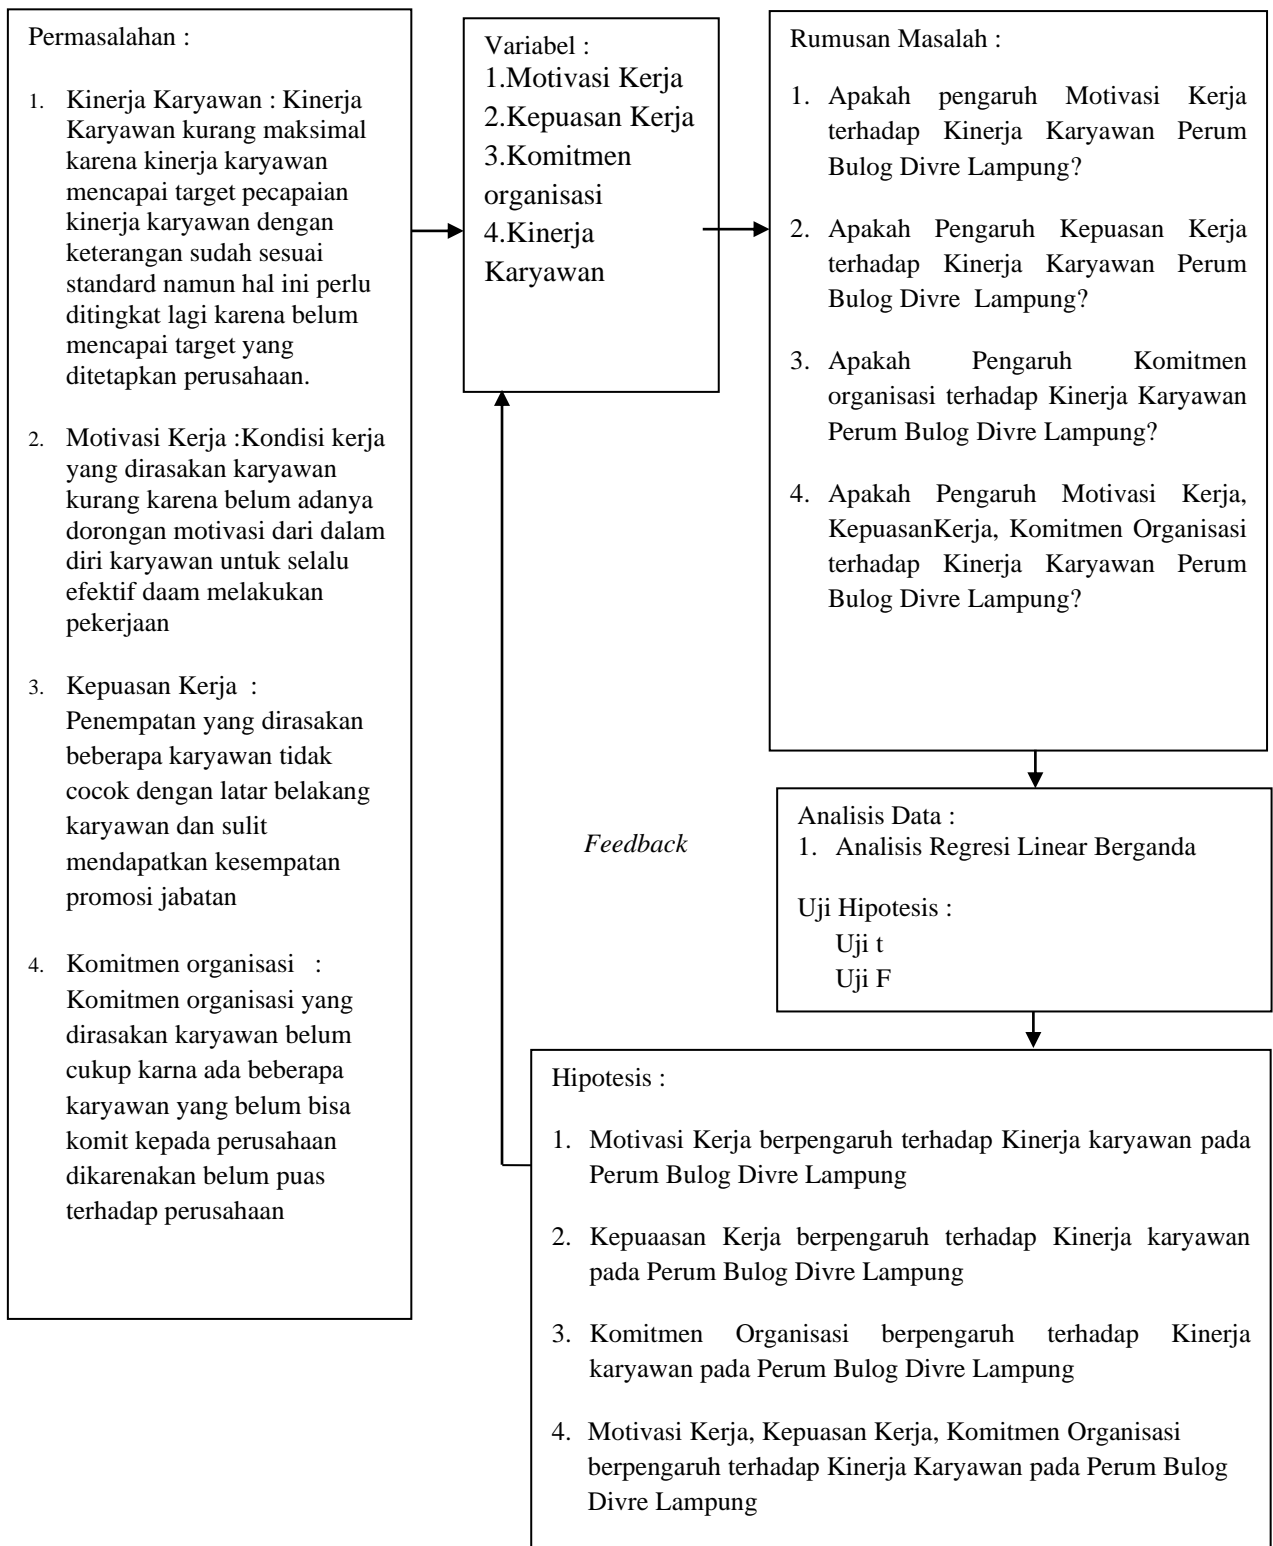 Permasalahan :
1. Kinerja Karyawan : Kinerja
Karyawan kurang maksimal
karena kinerja karyawan
mencapai target pecapaian
kinerja karyawan dengan
keterangan sudah sesuai
standard namun hal ini perlu
ditingkat lagi karena belum
mencapai target yang
ditetapkan perusahaan.
2. Motivasi Kerja :Kondisi kerja
yang dirasakan karyawan
kurang karena belum adanya
dorongan motivasi dari dalam
diri karyawan untuk selalu
efektif daam melakukan
pekerjaan
3. Kepuasan Kerja :
Penempatan yang dirasakan
beberapa karyawan tidak
cocok dengan latar belakang
karyawan dan sulit
mendapatkan kesempatan
promosi jabatan
4. Komitmen organisasi :
Komitmen organisasi yang
dirasakan karyawan belum
cukup karna ada beberapa
karyawan yang belum bisa
komit kepada perusahaan
dikarenakan belum puas
terhadap perusahaan
Variabel :
1.Motivasi Kerja
2.Kepuasan Kerja
3.Komitmen
organisasi
4.Kinerja
Karyawan
Rumusan Masalah :
1. Apakah pengaruh Motivasi Kerja
terhadap Kinerja Karyawan Perum
Bulog Divre Lampung?
2. Apakah Pengaruh Kepuasan Kerja
terhadap Kinerja Karyawan Perum
Bulog Divre Lampung?
3. Apakah Pengaruh Komitmen
organisasi terhadap Kinerja Karyawan
Perum Bulog Divre Lampung?
4. Apakah Pengaruh Motivasi Kerja,
KepuasanKerja, Komitmen Organisasi
terhadap Kinerja Karyawan Perum
Bulog Divre Lampung?
Analisis Data :
1. Analisis Regresi Linear Berganda
Uji Hipotesis :
Uji t
Uji F
Feedback
Hipotesis :
1. Motivasi Kerja berpengaruh terhadap Kinerja karyawan pada
Perum Bulog Divre Lampung
2. Kepuaasan Kerja berpengaruh terhadap Kinerja karyawan
pada Perum Bulog Divre Lampung
3. Komitmen Organisasi berpengaruh terhadap Kinerja
karyawan pada Perum Bulog Divre Lampung
4. Motivasi Kerja, Kepuasan Kerja, Komitmen Organisasi
berpengaruh terhadap Kinerja Karyawan pada Perum Bulog
Divre Lampung